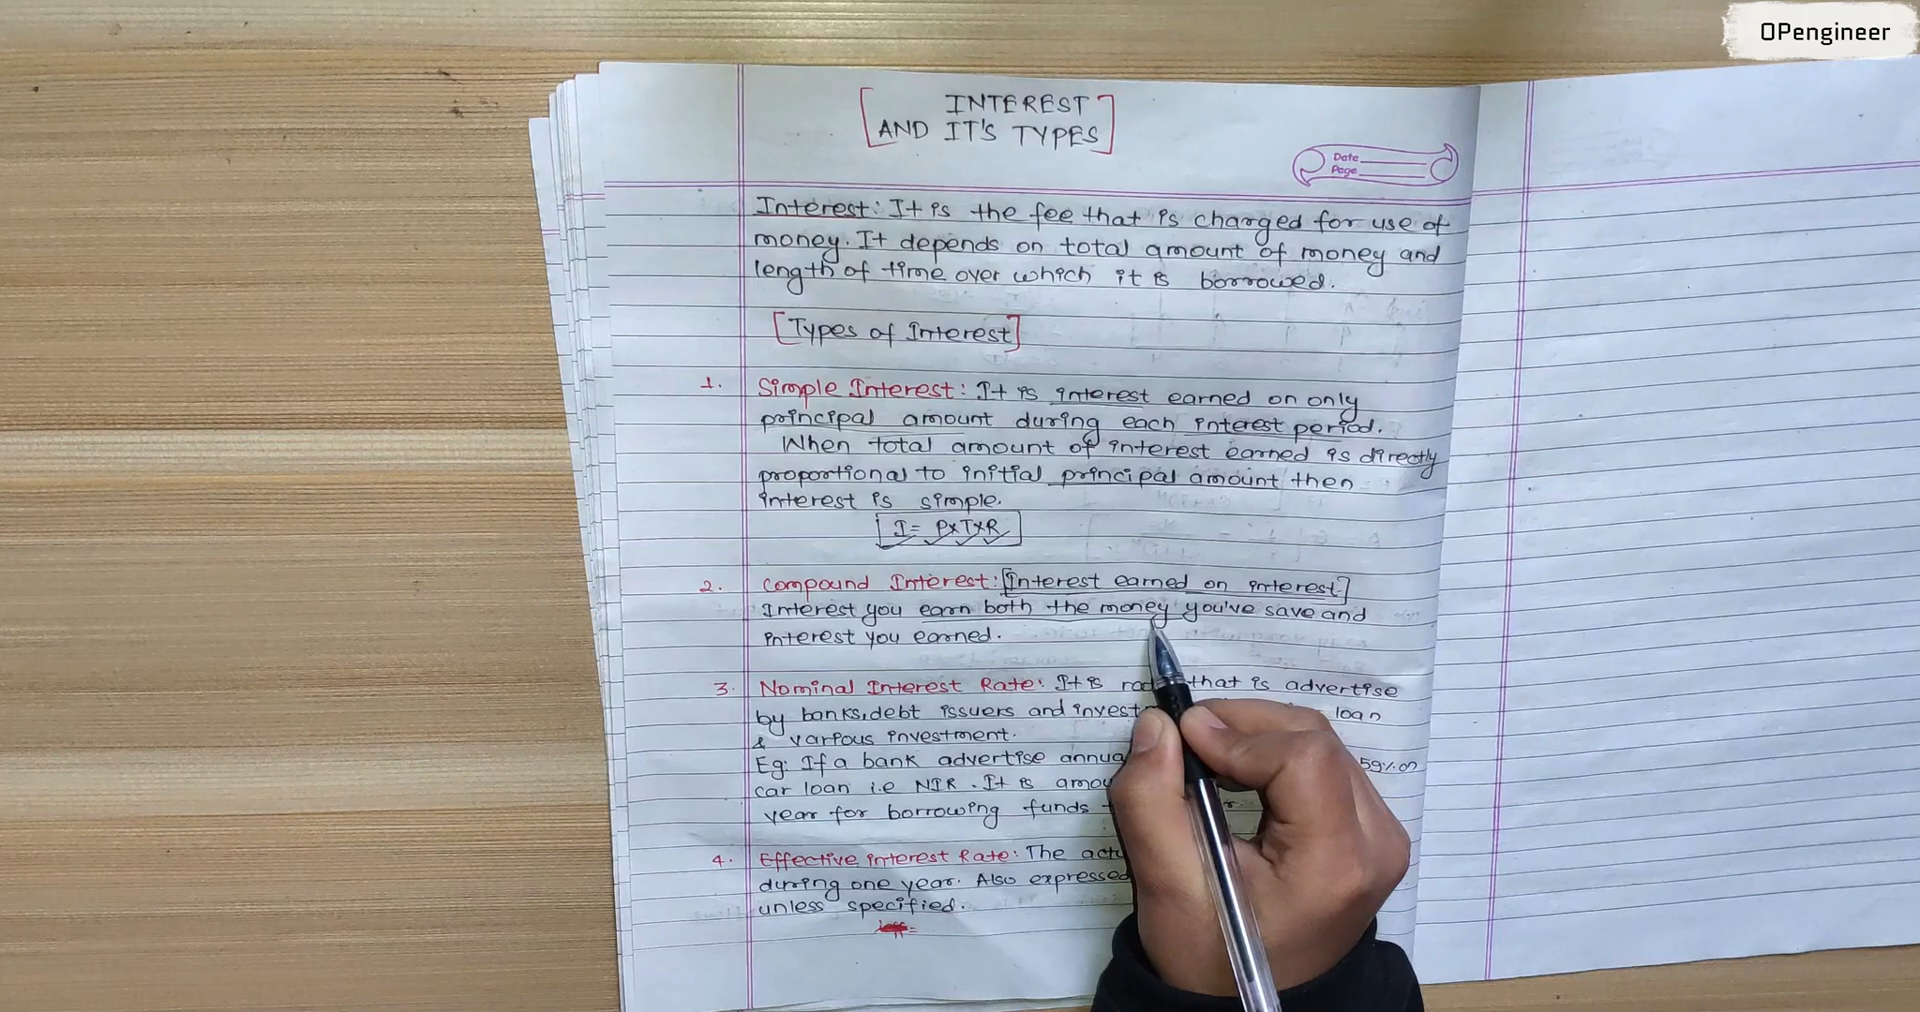 OPengineer
INTEREST
AND IT'S TYPES
Date
Page
Interest: It is the fee that is charged for use of
money. It depends on total amount of money and
length of time over which it is borrowed.
[Types of Interest]
1. Simple Interest: It is interest earned on only
principal amount during each interest period.
When total amount of interest earned is directly
proportional to initial principal amount then
interest is simple.
I = P×T×R
2. Compound Interest: [Interest earned on interest]
Interest you earn both the money you've save and
interest you earned.
3. Nominal Interest Rate: It is that is advertise
by banks, debt issuers and loan
& various investment.
Eg: If a bank advertise 59% on
car loan i.e NIR. It is
year for borrowing funds
4. Effective interest Rate: The
during one year. Also expressed
unless specified.